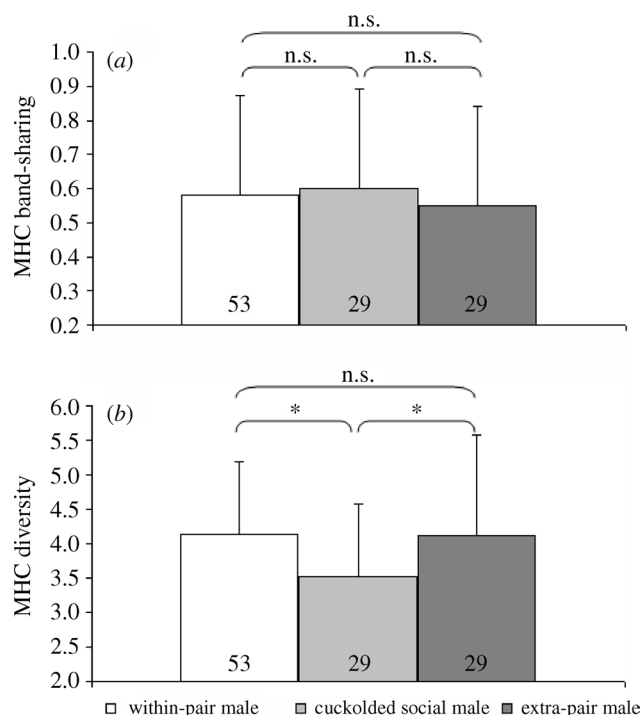 n.s.
n.s. n.s.
(a)
MHC band-sharing
1.0
0.9
0.8
0.7
0.6
0.5
0.4
0.3
0.2
53 29 29
n.s.
* *
(b)
MHC diversity
6.0
5.5
5.0
4.5
4.0
3.5
3.0
2.5
2.0
53 29 29
within-pair male cuckolded social male extra-pair male